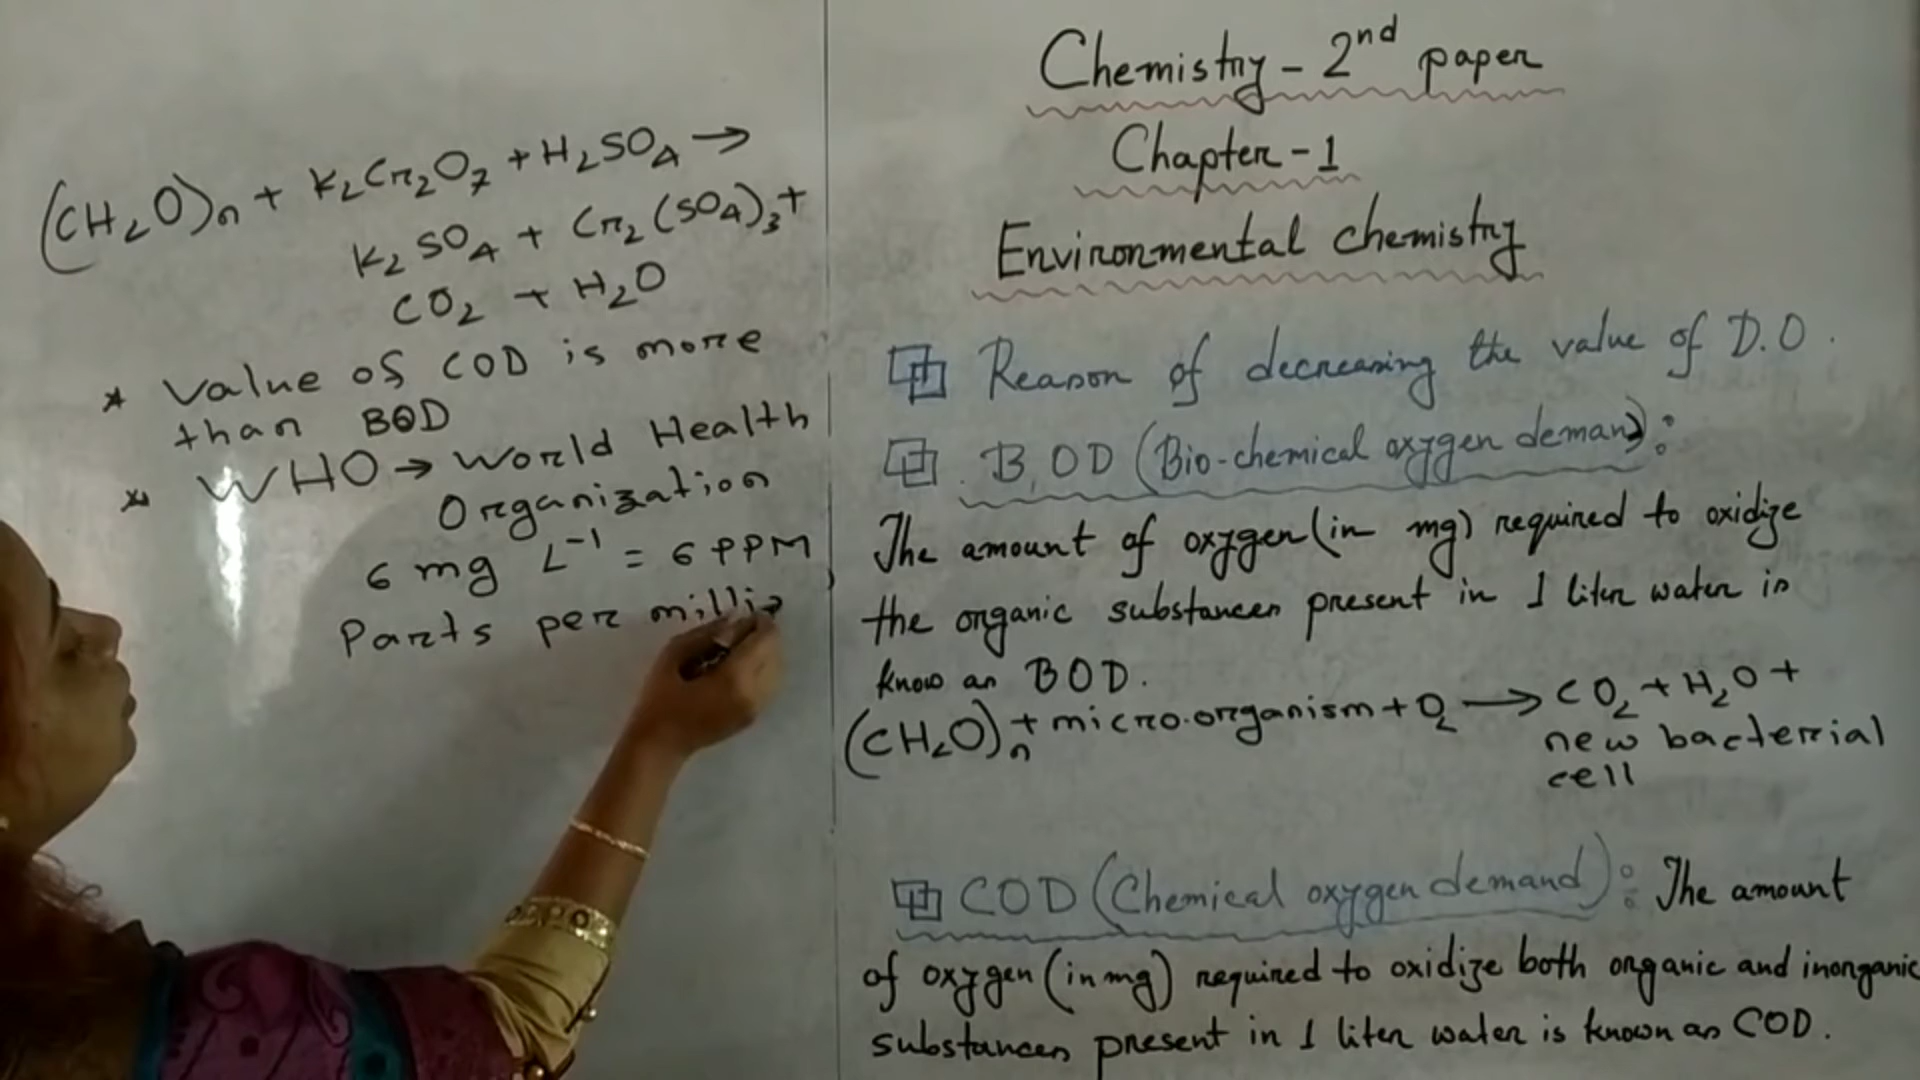 (CH₂O)n + K₂Cr₂O₇ + H₂SO₄ →
K₂SO₄ + Cr₂(SO₄)₃ +
CO₂ + H₂O
* Value of COD is more
than BOD
* WHO → World Health
Organization
6 mg L⁻¹ = 6 PPM
Parts per millio
Chemistry - 2nd paper
Chapter - 1
Environmental chemistry
Reason of decreasing the value of D.O.
B.OD (Bio-chemical oxygen demand):
The amount of oxygen (in mg) required to oxidize
the organic substances present in 1 liter water is
know as BOD.
(CH₂O)n + micro-organism + O₂ → CO₂ + H₂O +
new bacterial
cell
COD (Chemical oxygen demand): The amount
of oxygen (in mg) required to oxidize both organic and inorganic
substances present in 1 liter water is known as COD.